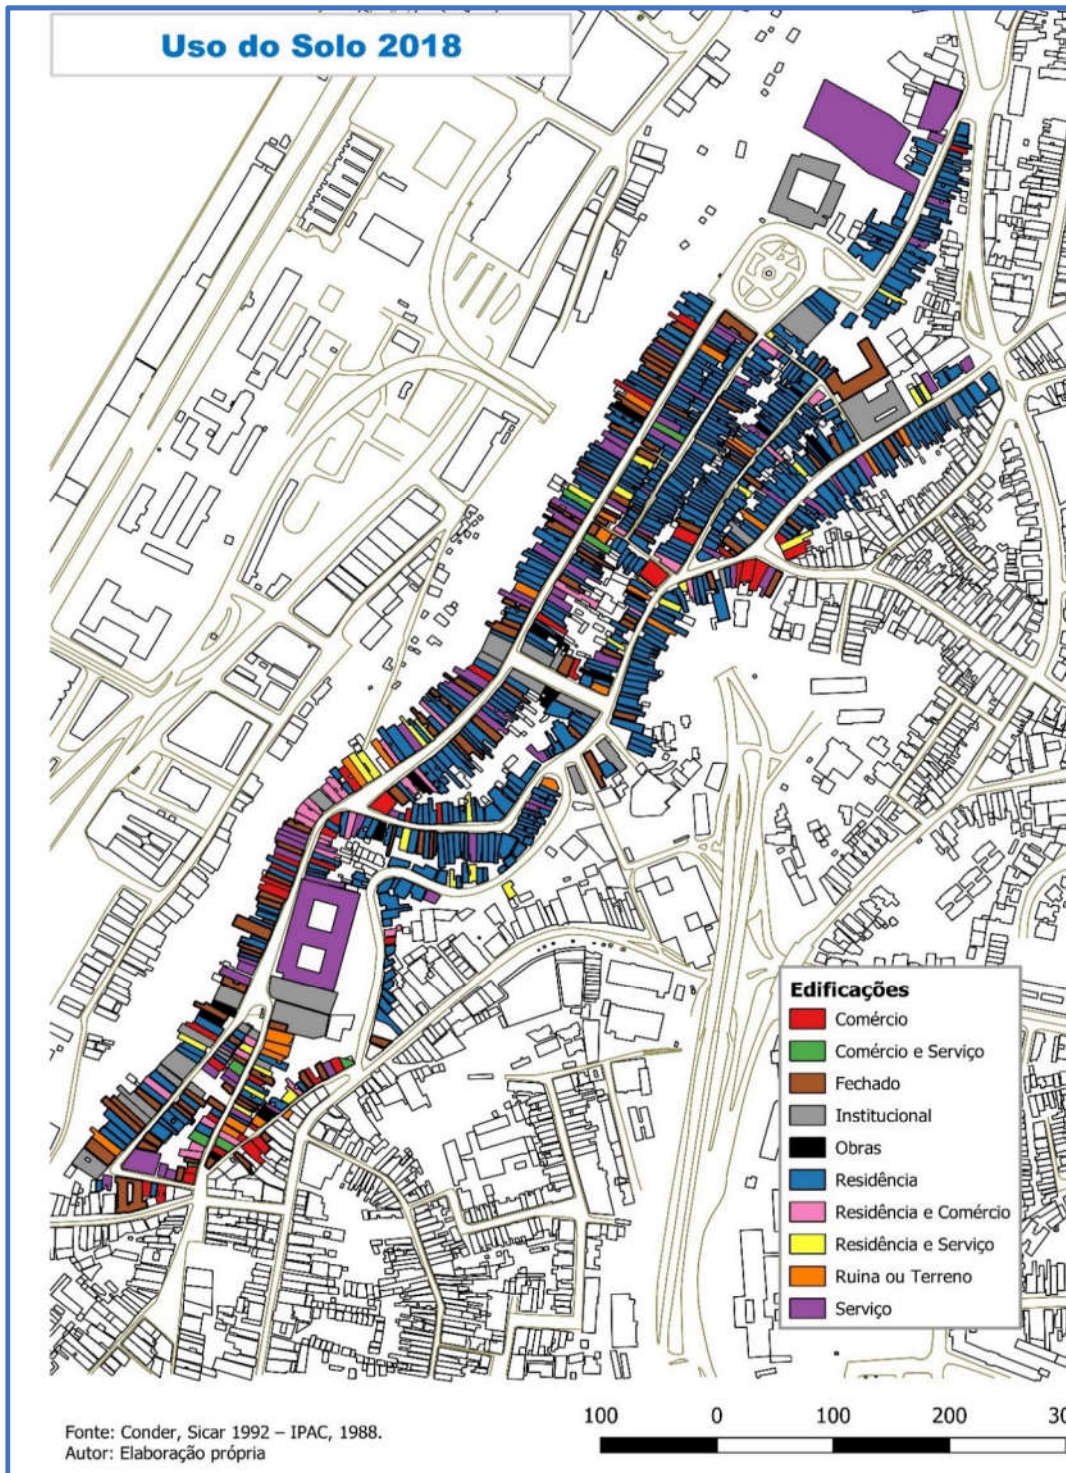 Uso do Solo 2018
Edificações
Comércio
Comércio e Serviço
Fechado
Institucional
Obras
Residência
Residência e Comércio
Residência e Serviço
Ruina ou Terreno
Serviço
Fonte: Conder, Sicar 1992 – IPAC, 1988.
Autor: Elaboração própria
100 0 100 200 30